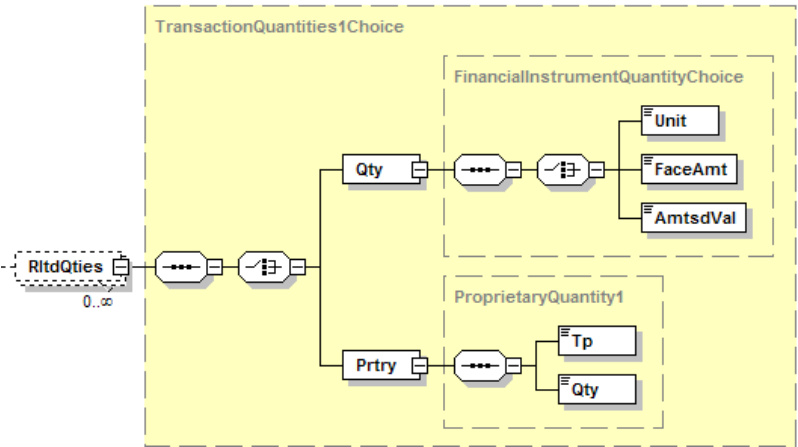 TransactionQuantities1Choice
FinancialInstrumentQuantityChoice
Unit
Qty
FaceAmt
AmtsdVal
RltdQties
0..∞
ProprietaryQuantity1
Tp
Prtry
Qty